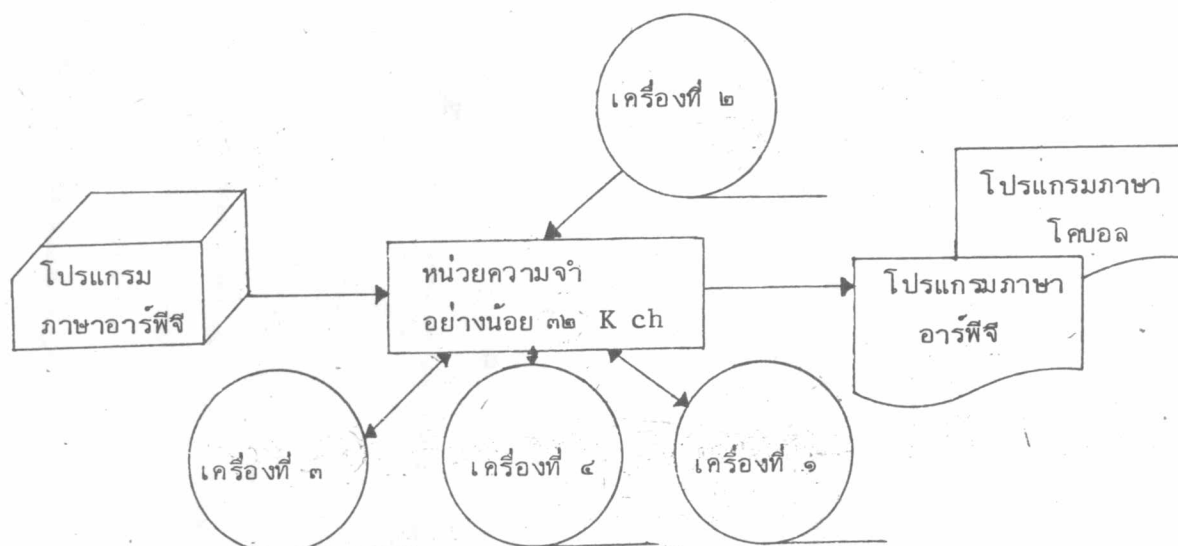 เครื่องที่ ๒
โปรแกรมภาษา
โคบอล
โปรแกรม
ภาษาอาร์พีจี
หน่วยความจำ
อย่างน้อย ๓๒ K ch
โปรแกรมภาษา
อาร์พีจี
เครื่องที่ ๓
เครื่องที่ ๔
เครื่องที่ ๑